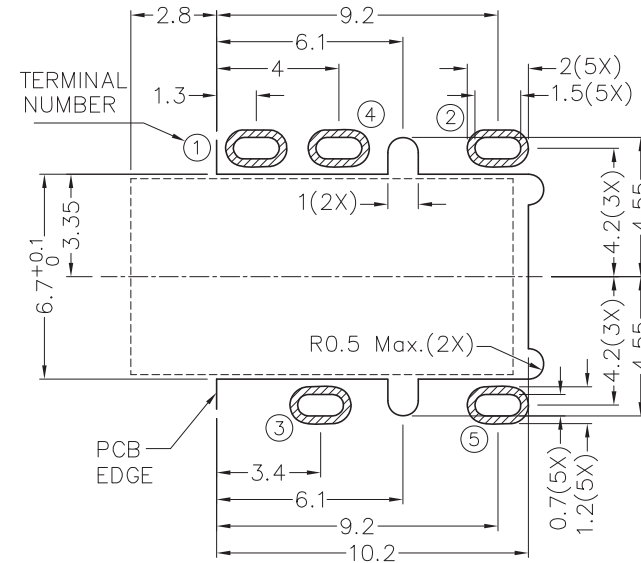 2.8
9.2
6.1
4
1.3
2(5X)
1.5(5X)
TERMINAL
NUMBER
1
4
2
1(2X)
3.35
6.7 +0.1 0
4.2(3X)
4.55
R0.5 Max.(2X)
4.2(3X)
4.55
3
5
PCB
EDGE
3.4
6.1
9.2
10.2
0.7(5X)
1.2(5X)